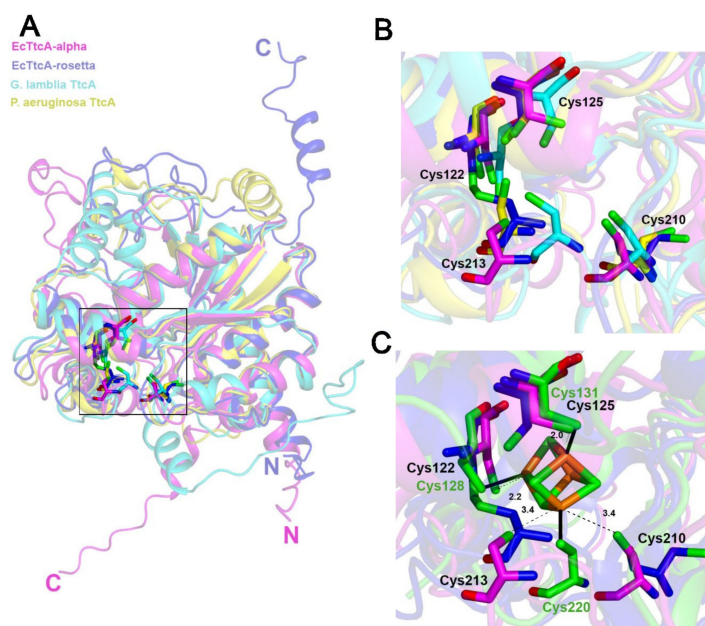 A
EcTtcA-alpha
EcTtcA-rosetta
G. lamblia TtcA
P. aeruginosa TtcA
C
N
N
C
B
Cys125
Cys122
Cys210
Cys213
C
Cys131
Cys125
2.0
Cys122
Cys128
2.2
3.4
3.4
Cys210
Cys213
Cys220